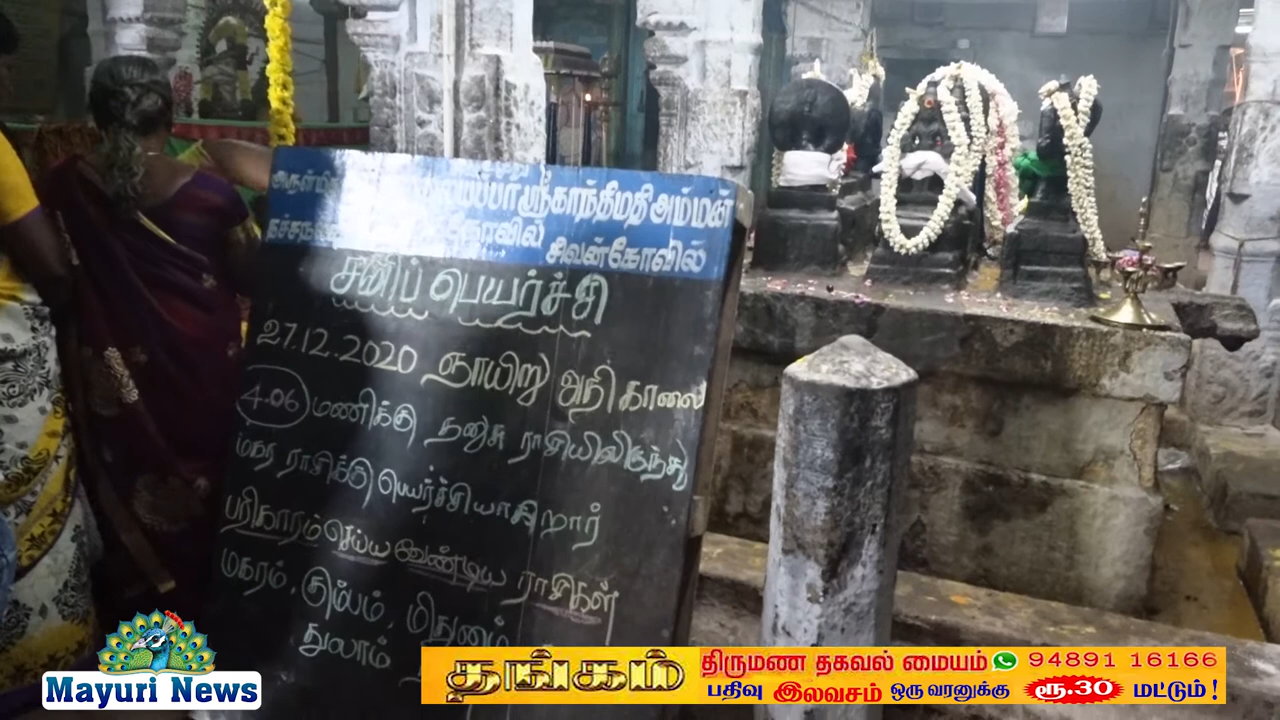 ஸ்ரீகாந்திமதி அம்மன்
சிவன்கோவில்
சனிப் பெயர்ச்சி
27.12.2020 ஞாயிறு அதிகாலை
4.06 மணிக்கு தனுசு ராசியிலிருந்து
மகர ராசிக்கு பெயர்ச்சியாகிறார்
பரிகாரம் செய்ய வேண்டிய ராசிகள்
மகரம், கும்பம், மிதுனம்
துலாம்
Mayuri News
தங்கம்
திருமண தகவல் மையம் 94891 16166
பதிவு இலவசம் ஒரு வரனுக்கு ரூ.30 மட்டும் !